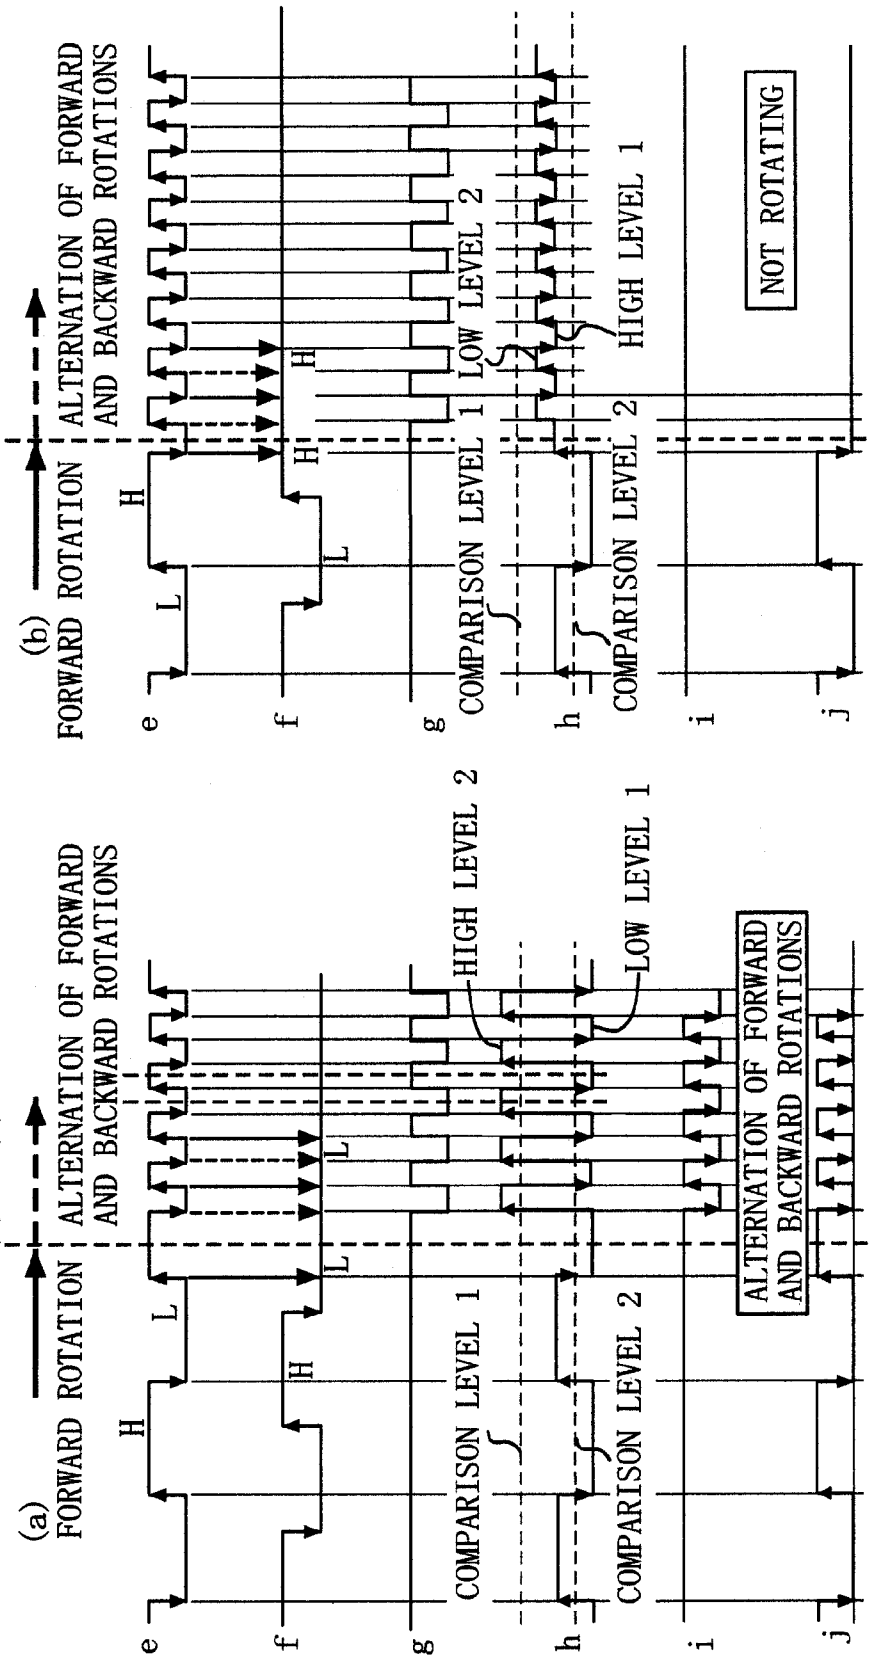 (a)
FORWARD ROTATION
ALTERNATION OF FORWARD
AND BACKWARD ROTATIONS
e
H
L
f
H
L
L
g
COMPARISON LEVEL 1
HIGH LEVEL 2
h
COMPARISON LEVEL 2
LOW LEVEL 1
i
ALTERNATION OF FORWARD
AND BACKWARD ROTATIONS
j
(b)
FORWARD ROTATION
ALTERNATION OF FORWARD
AND BACKWARD ROTATIONS
e
L
H
f
L
H
H
g
COMPARISON LEVEL 1
LOW LEVEL 2
h
COMPARISON LEVEL 2
HIGH LEVEL 1
i
NOT ROTATING
j